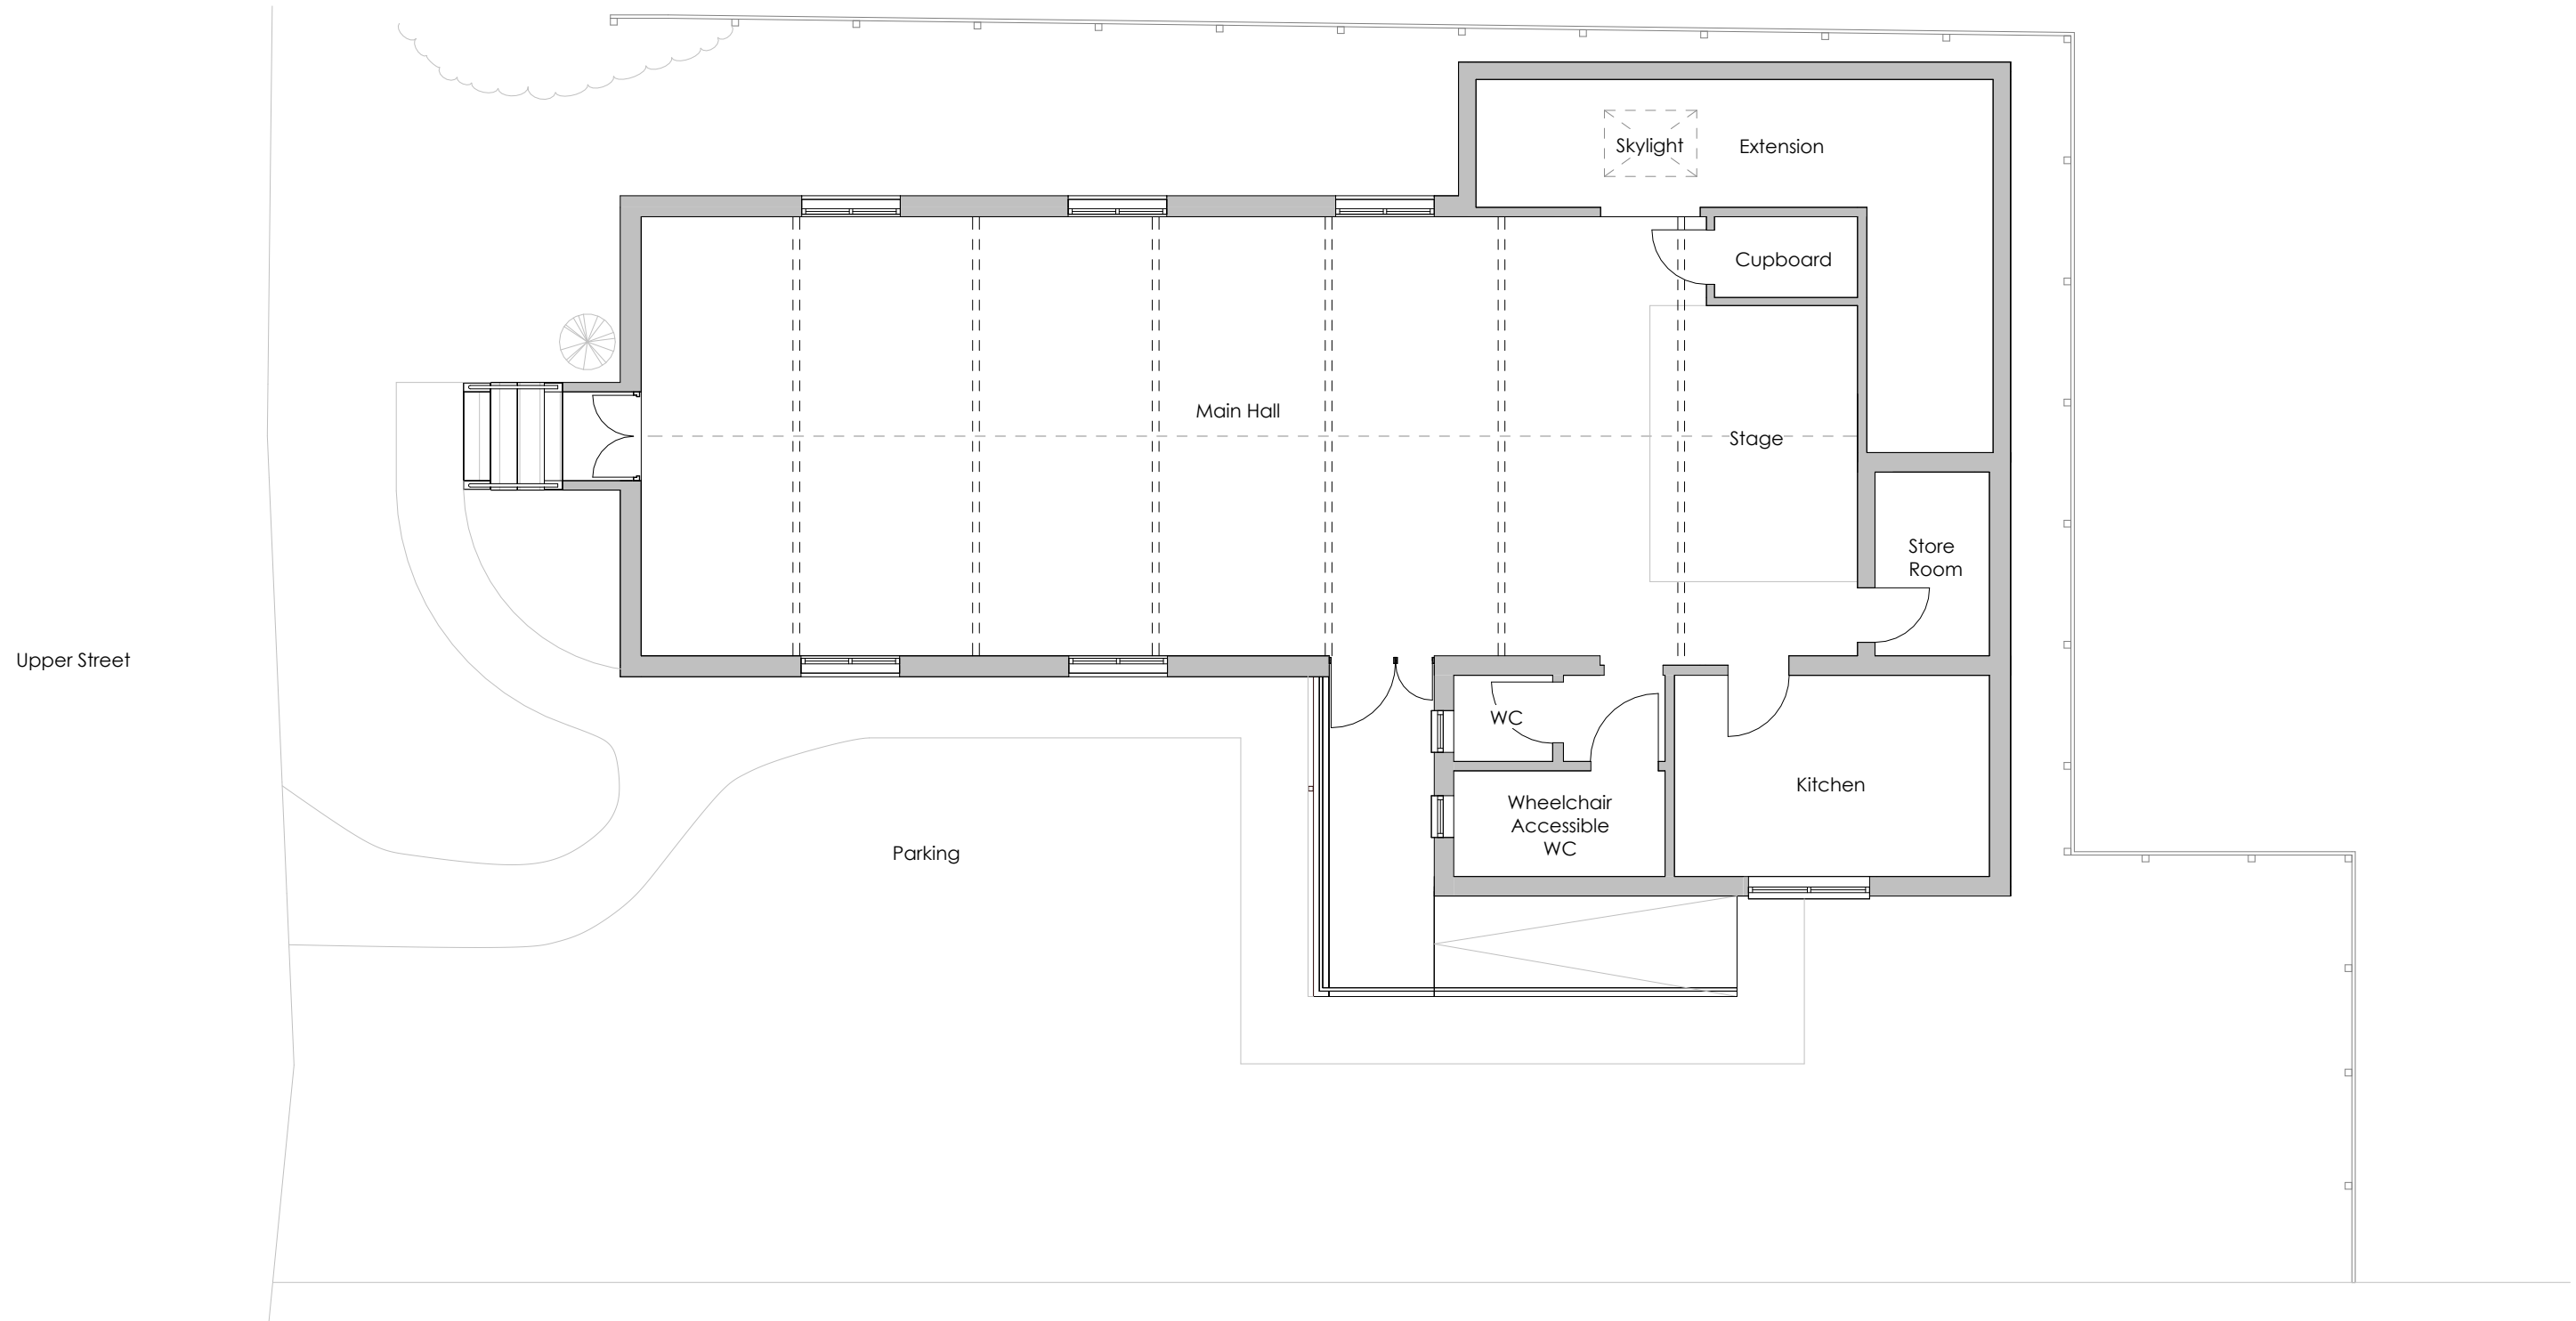 Skylight
Extension
Cupboard
Main Hall
Stage
Store
Room
Upper Street
WC
Kitchen
Wheelchair
Accessible
WC
Parking